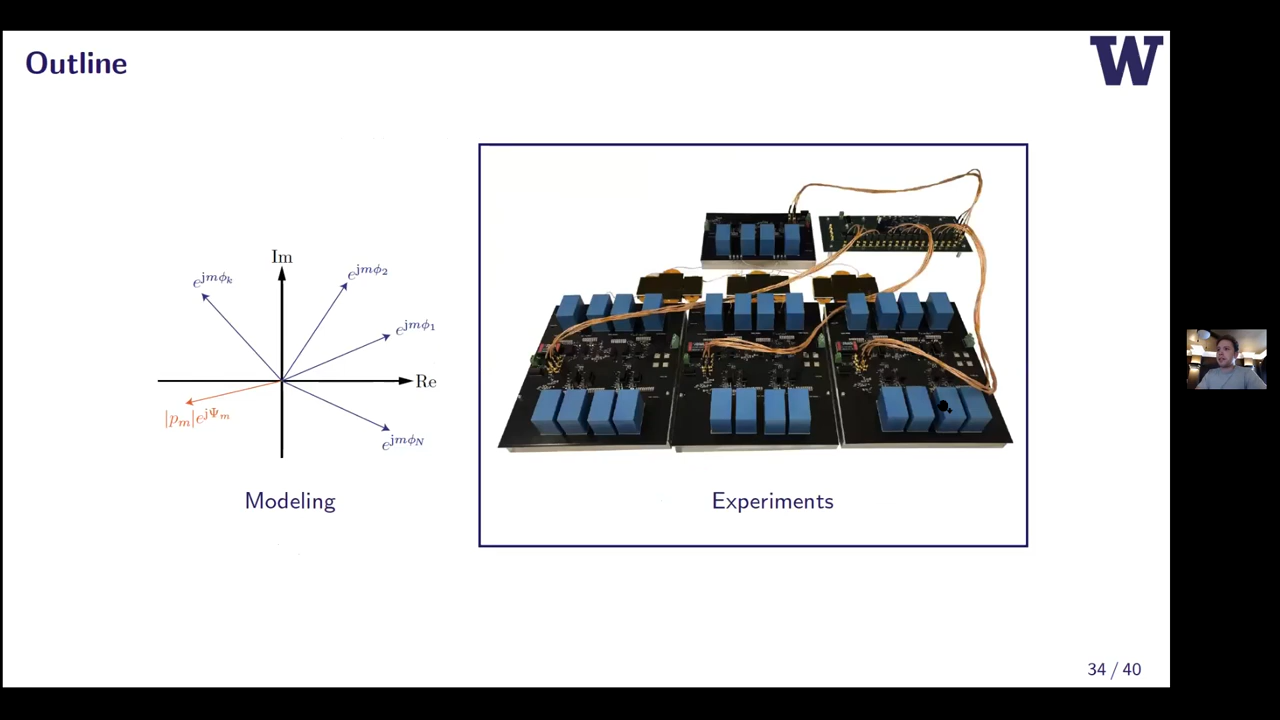 Outline
W
Im
e^{jmϕ_k}
e^{jmϕ_2}
e^{jmϕ_1}
Re
|p_m|e^{jΨ_m}
e^{jmϕ_N}
Modeling
Experiments
34 / 40